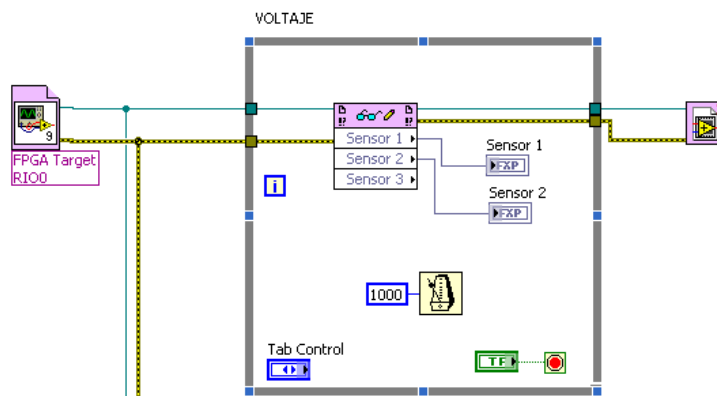 VOLTAJE
9
FPGA Target
RIO0
!?
!?
Sensor 1
Sensor 2
Sensor 3
Sensor 1
FXP
Sensor 2
FXP
i
1000
Tab Control
TF